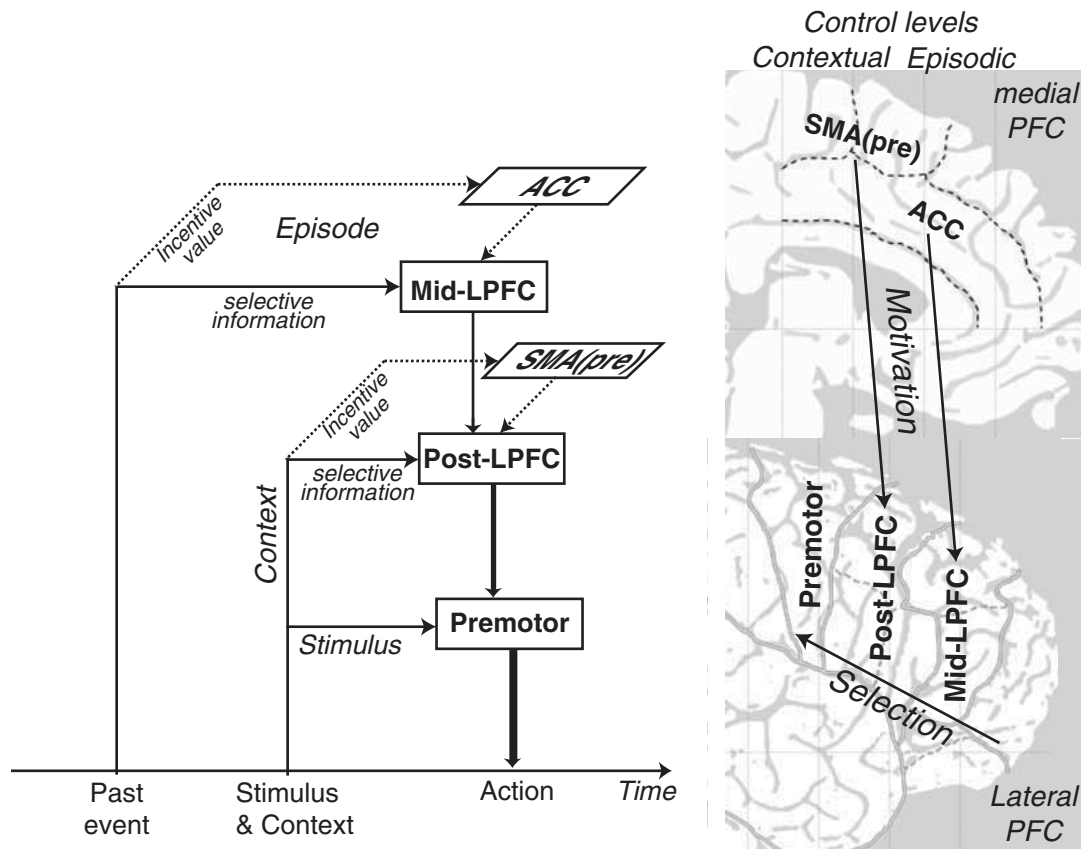 ACC
Incentive
value
Episode
Mid-LPFC
selective
information
SMA(pre)
Incentive
value
Post-LPFC
selective
information
Context
Premotor
Stimulus
Past
event
Stimulus
& Context
Action
Time
Control levels
Contextual Episodic
medial
PFC
SMA(pre)
ACC
Motivation
Premotor
Post-LPFC
Mid-LPFC
Selection
Lateral
PFC